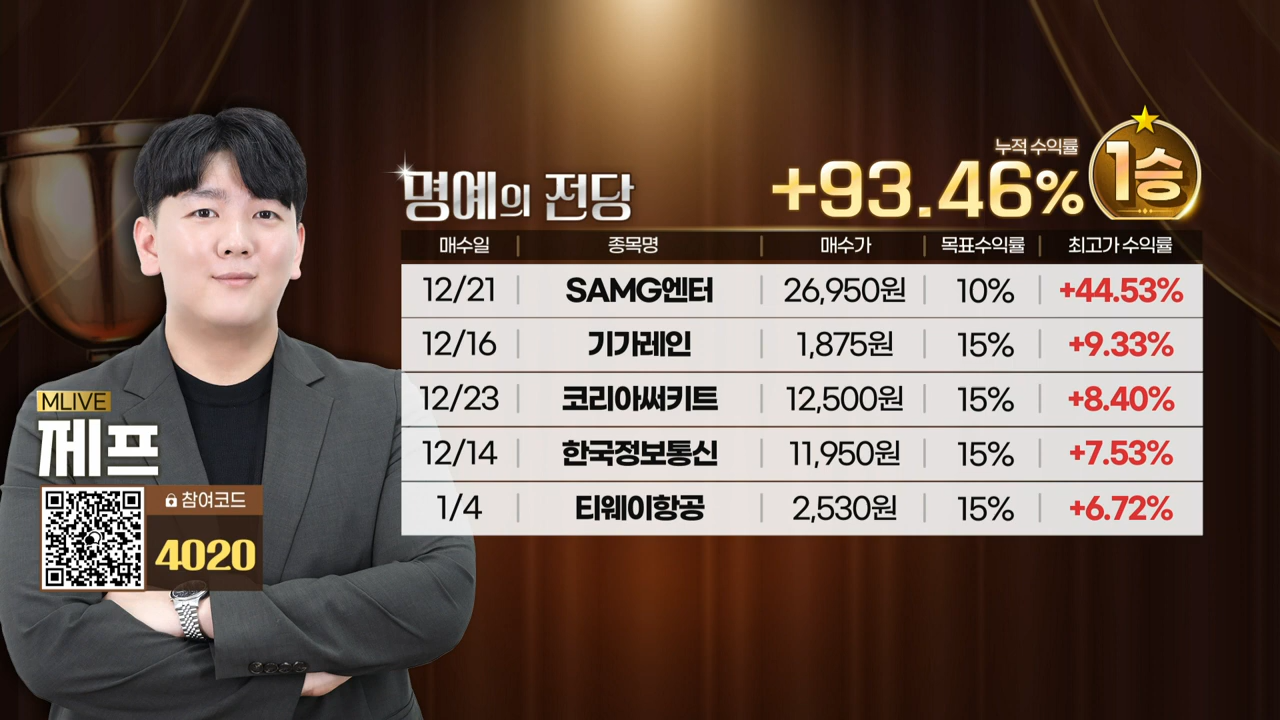 누적 수익률
명예의 전당 +93.46% 1승
매수일 종목명 매수가 목표수익률 최고가 수익률
12/21 SAMG엔터 26,950원 10% +44.53%
12/16 기가레인 1,875원 15% +9.33%
12/23 코리아써키트 12,500원 15% +8.40%
12/14 한국정보통신 11,950원 15% +7.53%
1/4 티웨이항공 2,530원 15% +6.72%
MLIVE
쩨프
참여코드
4020